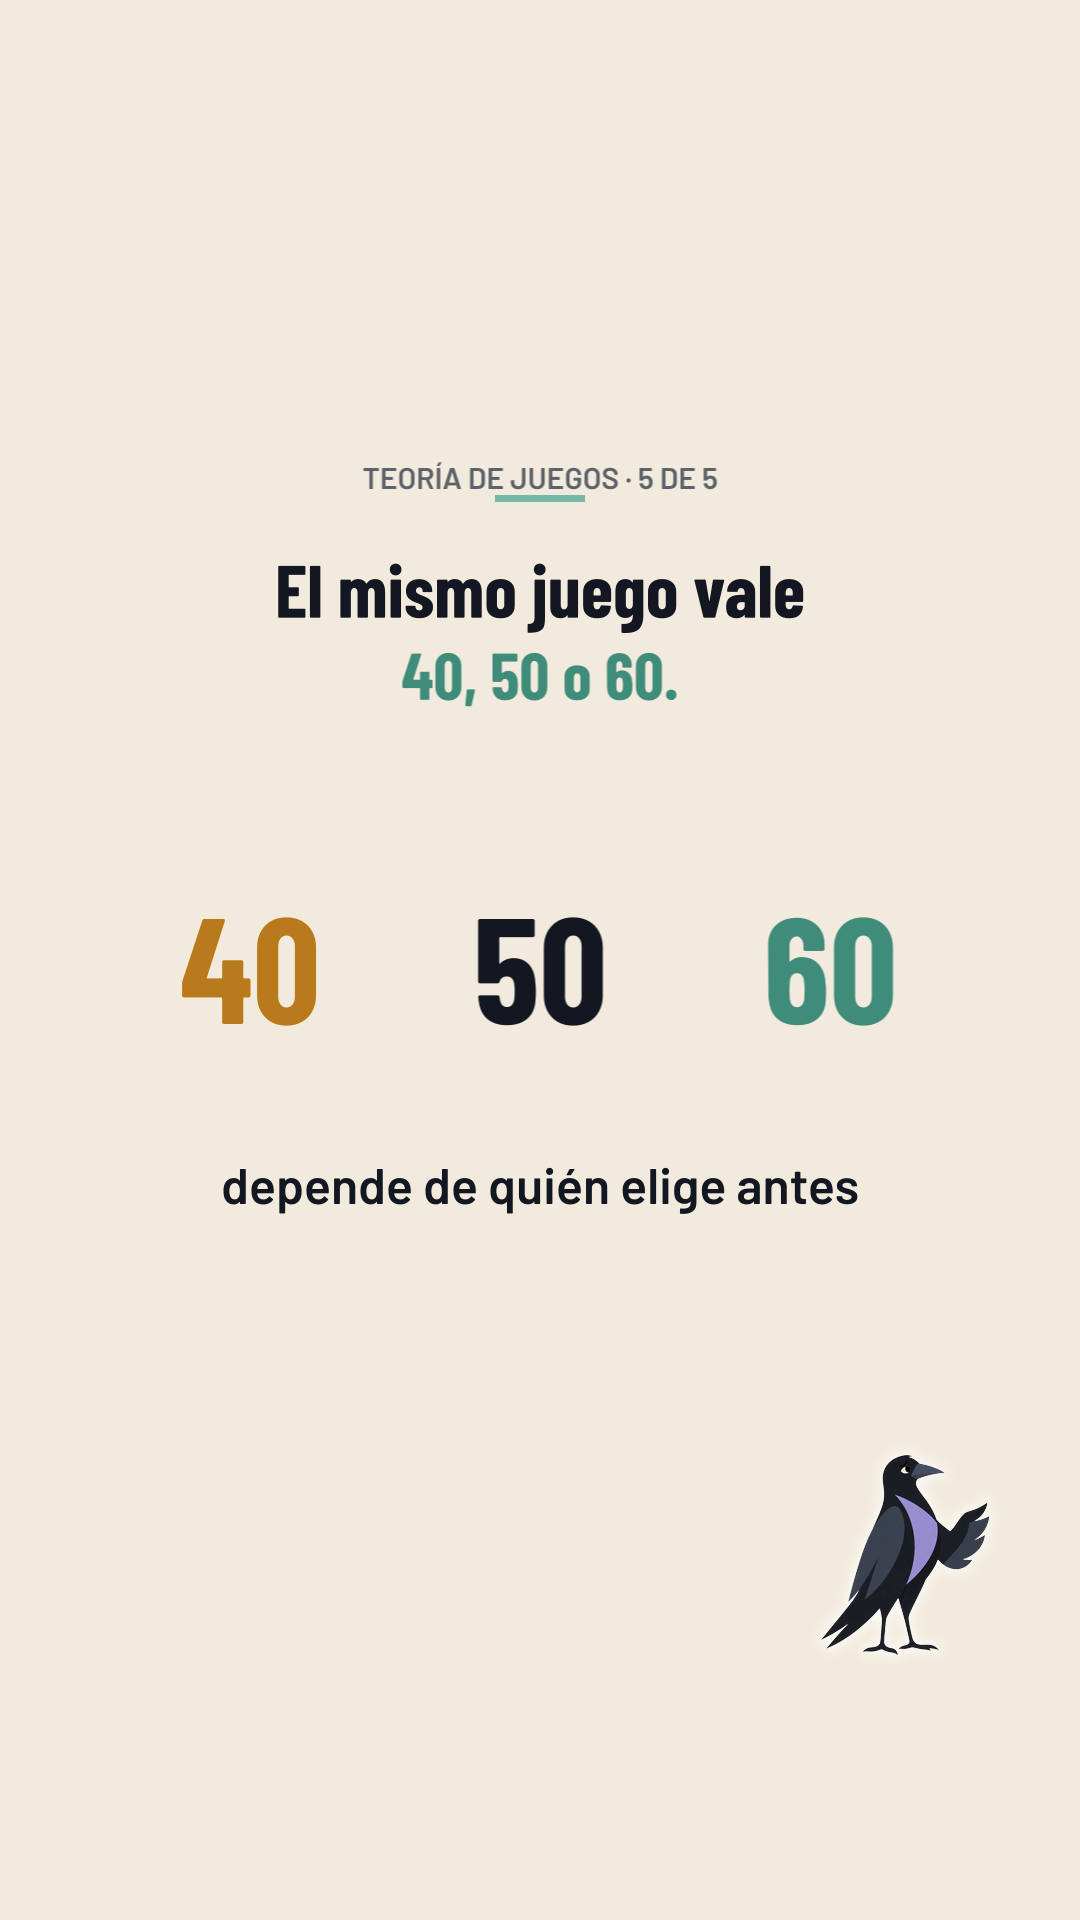 TEORÍA DE JUEGOS · 5 DE 5
El mismo juego vale
40, 50 o 60.
40 50 60
depende de quién elige antes